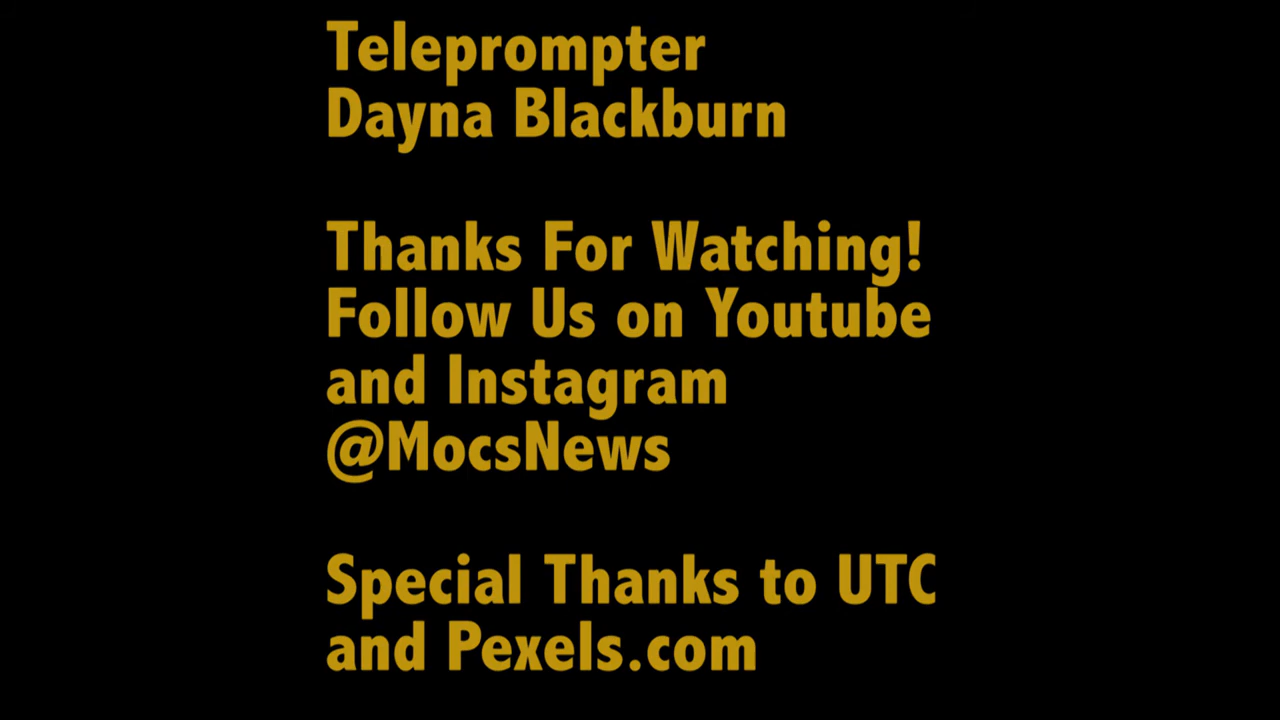 Teleprompter
Dayna Blackburn
Thanks For Watching!
Follow Us on Youtube
and Instagram
@MocsNews
Special Thanks to UTC
and Pexels.com